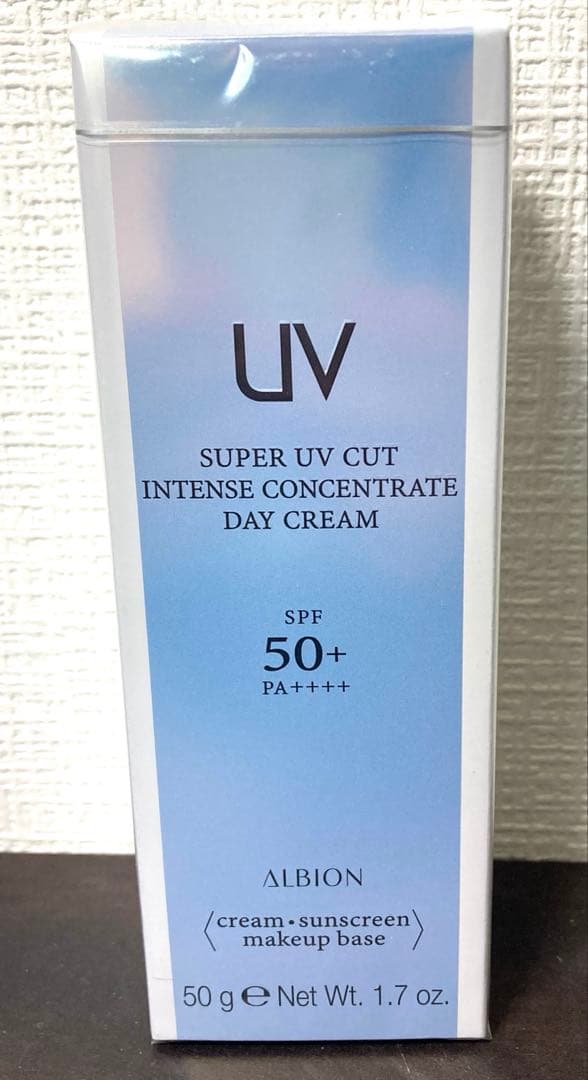 UV
SUPER UV CUT
INTENSE CONCENTRATE
DAY CREAM
SPF
50+
PA++++
ALBION
〈cream・sunscreen
makeup base〉
50 g ℮ Net Wt. 1.7 oz.